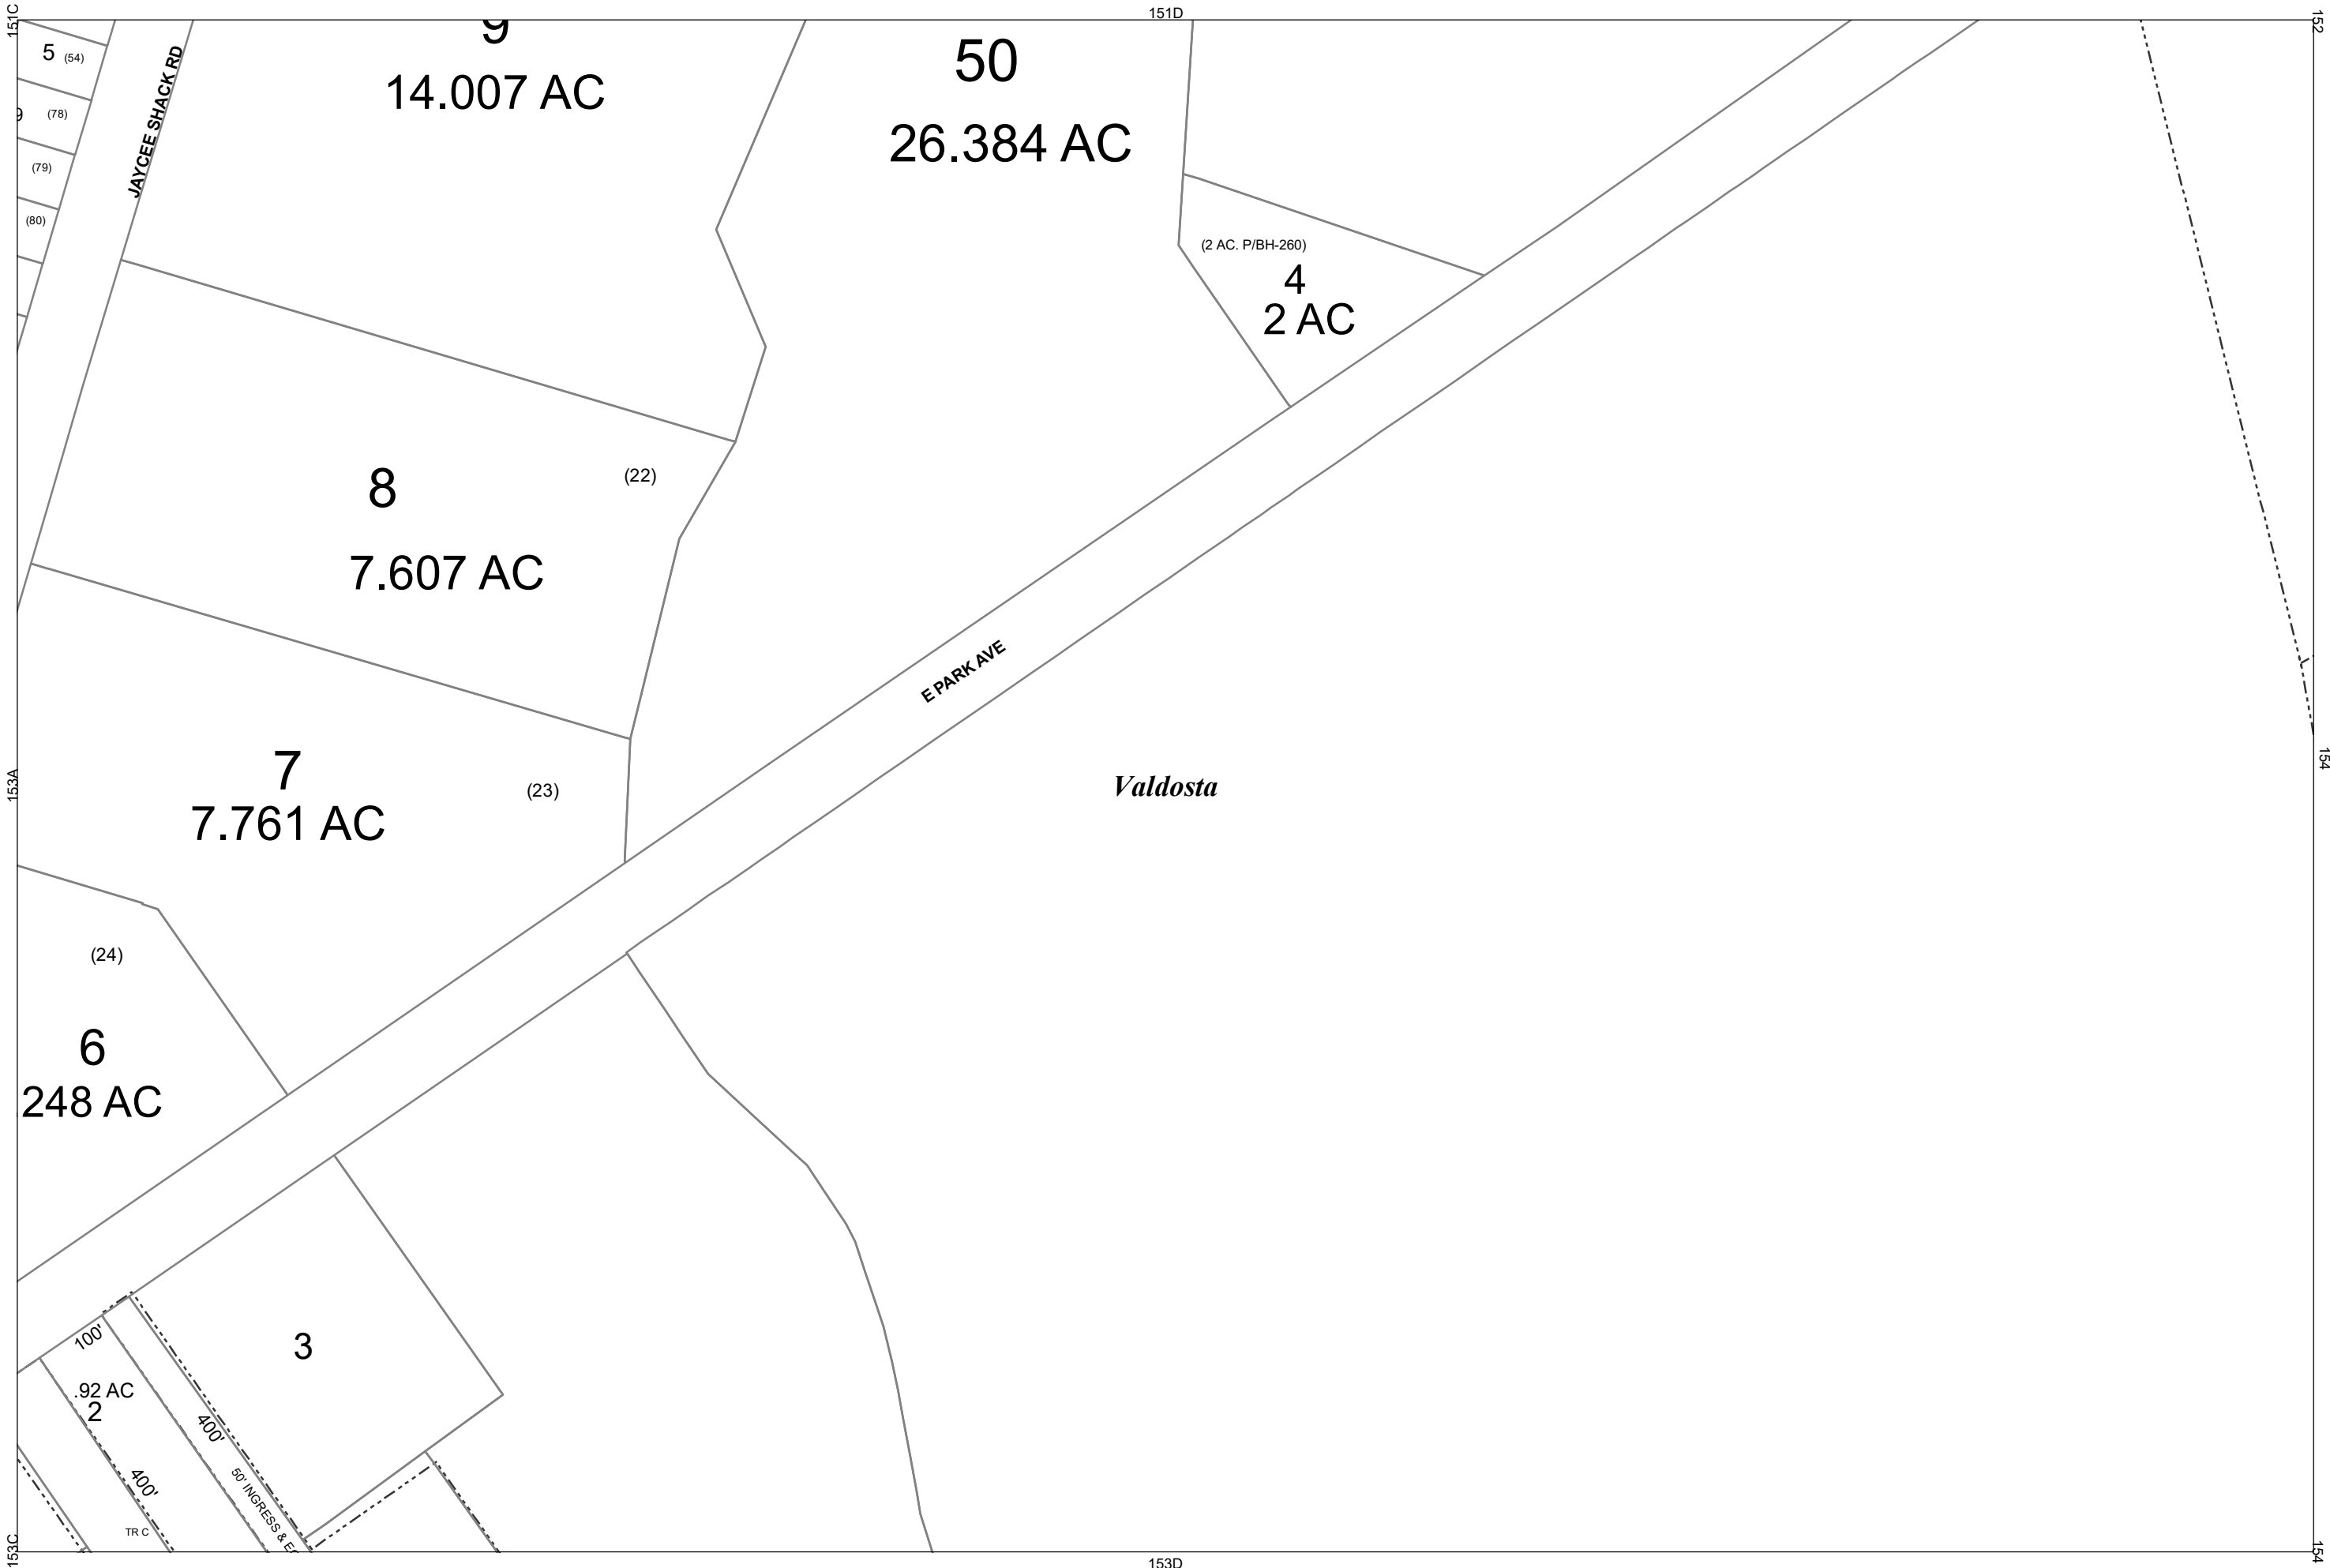 151C
151D
152
5 (54)
9 (78)
(79)
(80)
JAYCEE SHACK RD
9
14.007 AC
50
26.384 AC
(2 AC. P/BH-260)
4
2 AC
8
(22)
7.607 AC
E PARK AVE
153A
7
7.761 AC
(23)
Valdosta
154
(24)
6
248 AC
3
100'
.92 AC
2
400'
400'
50' INGRESS &
TR C
153C
153D
154